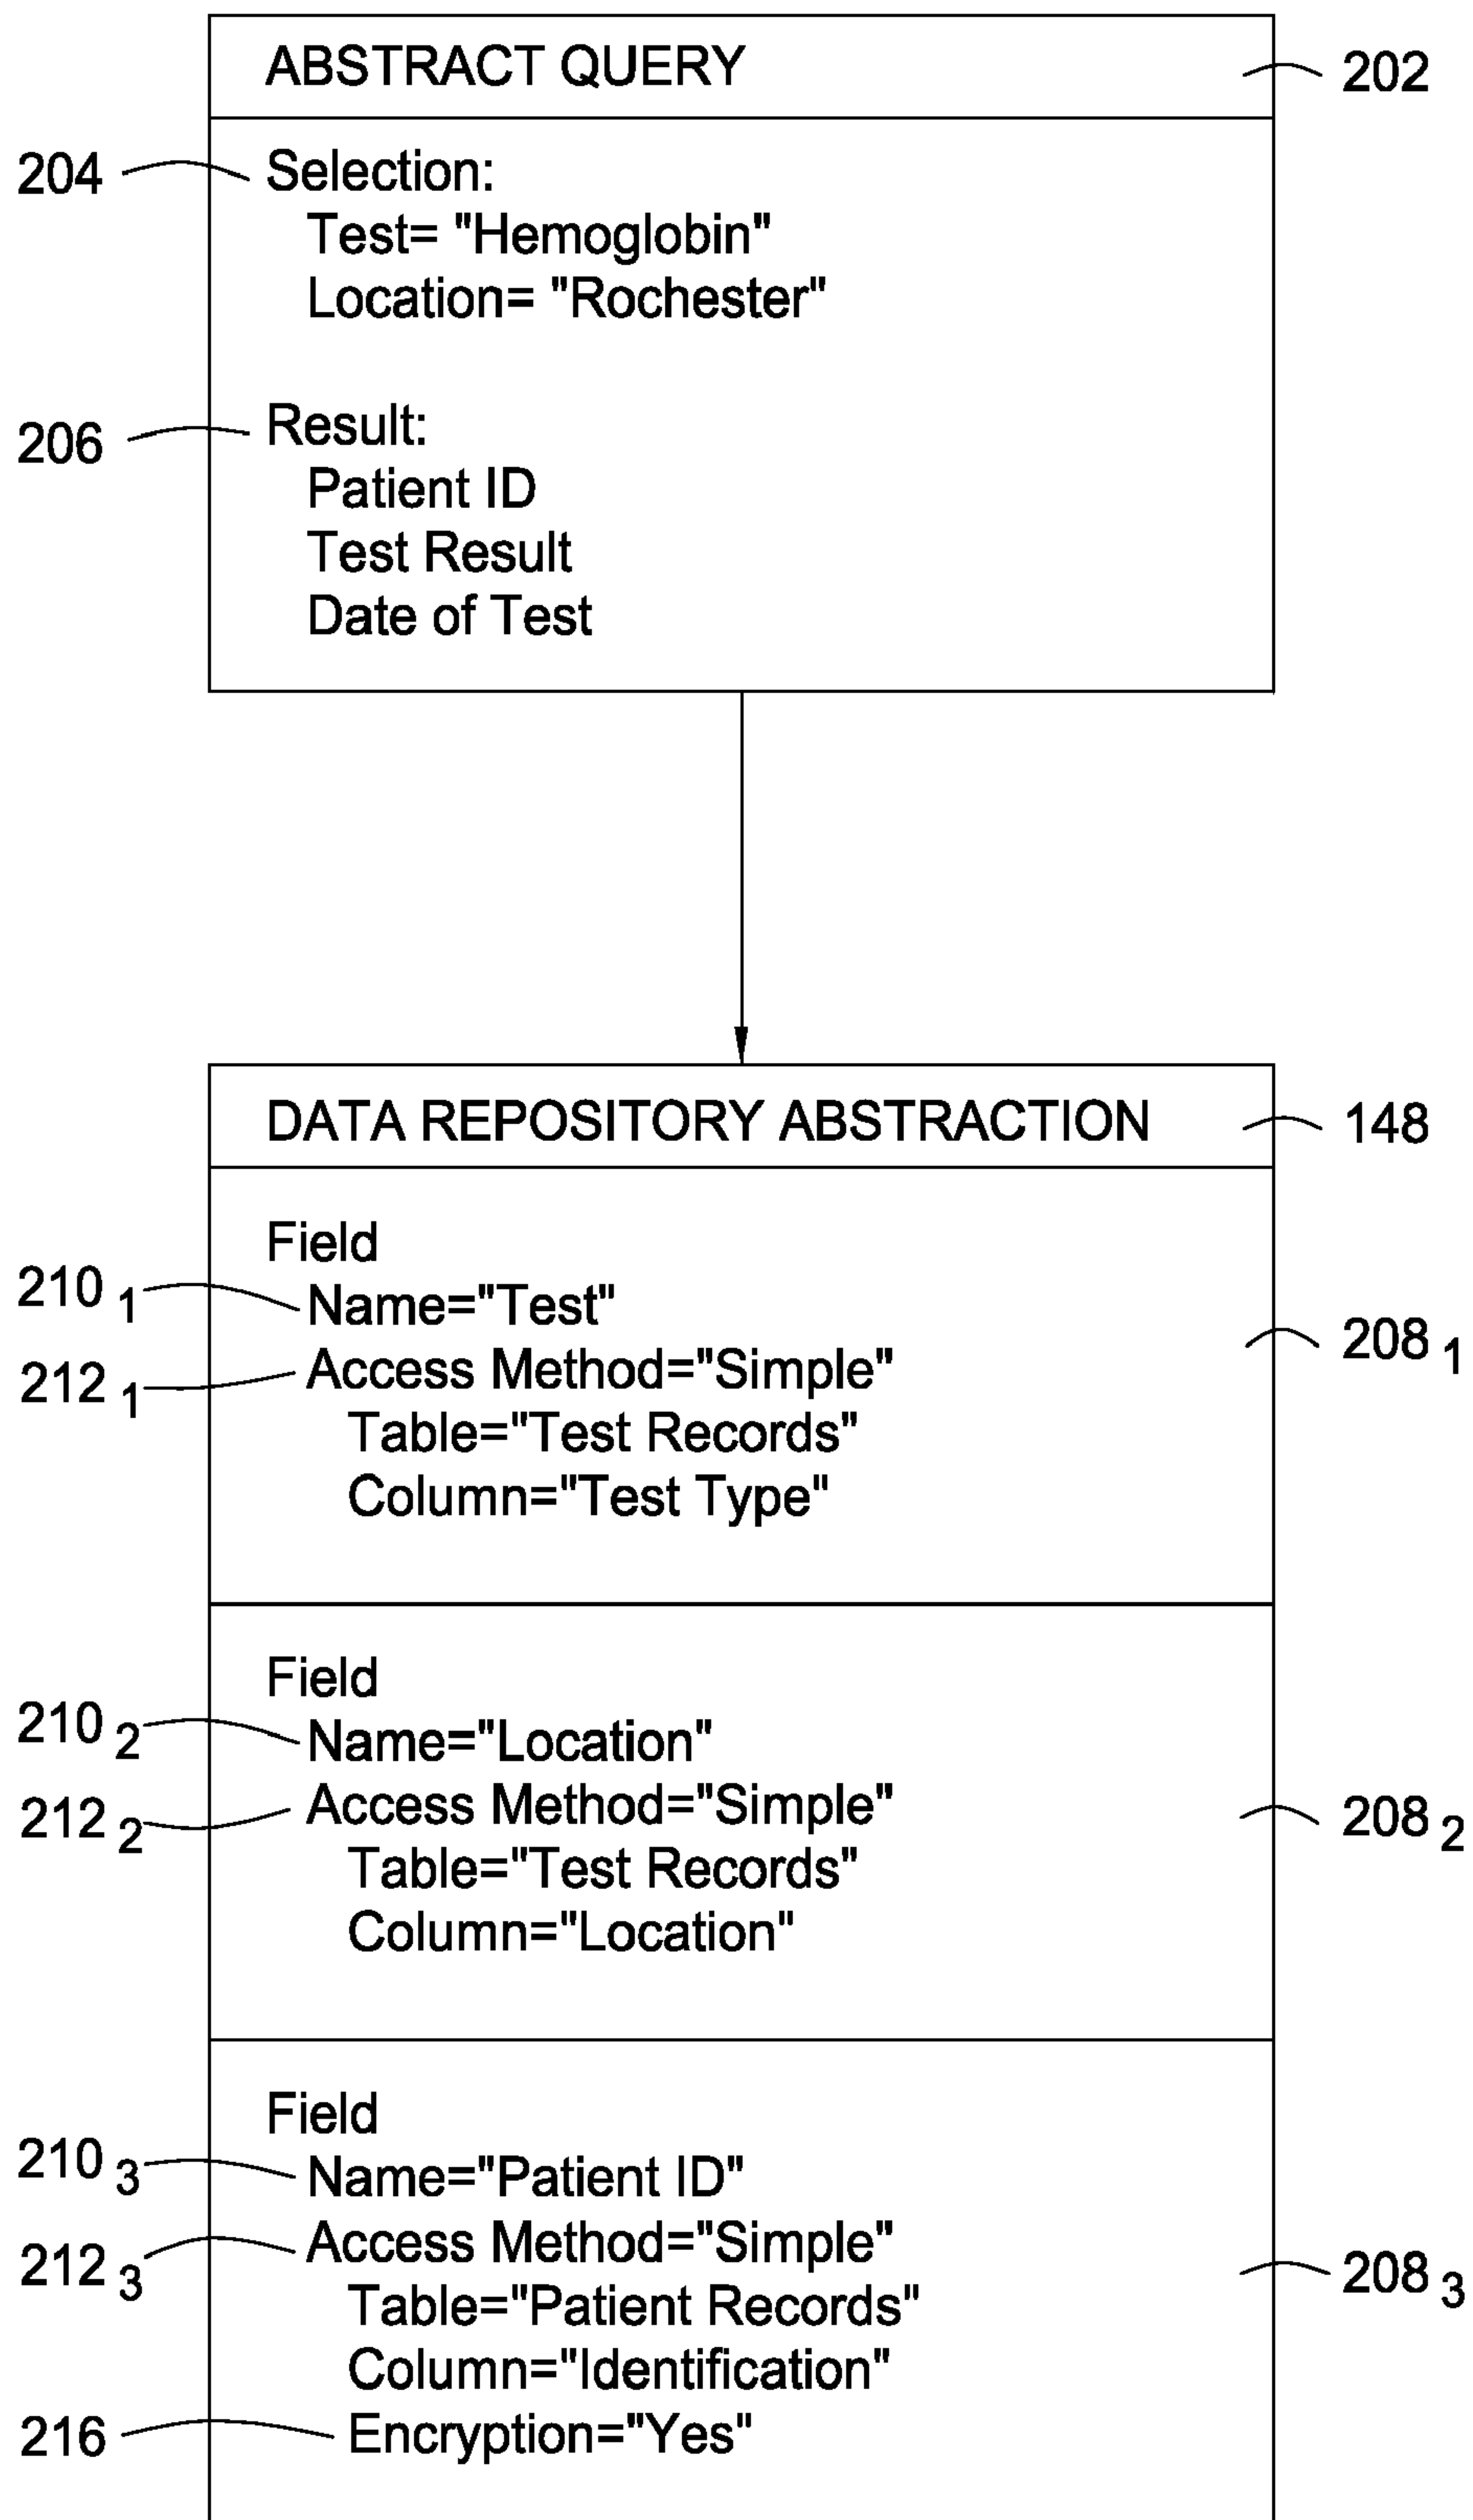 ABSTRACT QUERY
202
204
Selection:
Test= "Hemoglobin"
Location= "Rochester"
206
Result:
Patient ID
Test Result
Date of Test
DATA REPOSITORY ABSTRACTION
148
Field
210 1
Name="Test"
208 1
212 1
Access Method="Simple"
Table="Test Records"
Column="Test Type"
Field
210 2
Name="Location"
212 2
Access Method="Simple"
208 2
Table="Test Records"
Column="Location"
Field
210 3
Name="Patient ID"
212 3
Access Method="Simple"
208 3
Table="Patient Records"
Column="Identification"
216
Encryption="Yes"